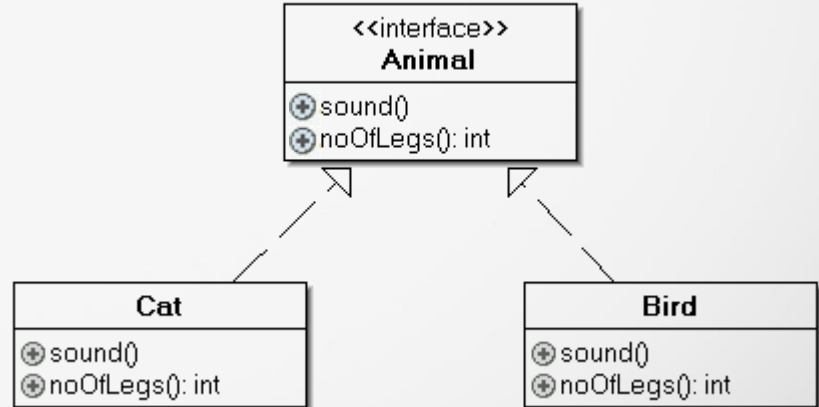 <<interface>>
Animal
sound()
noOfLegs(): int
Cat
sound()
noOfLegs(): int
Bird
sound()
noOfLegs(): int